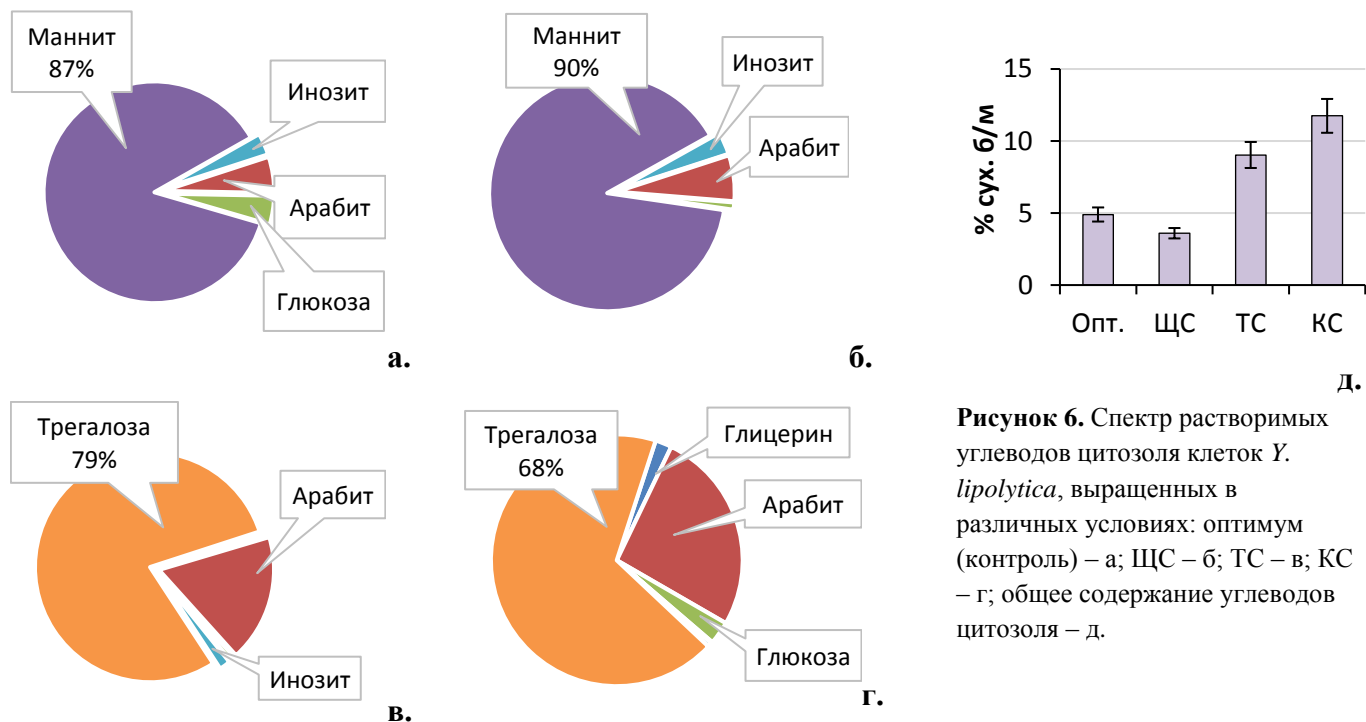 Маннит
87%
Инозит
Арабит
Глюкоза
а.
Маннит
90%
Инозит
Арабит
б.
% сух. б/м
15
10
5
0
Опт. ЩС ТС КС
д.
Трегалоза
79%
Арабит
Инозит
в.
Трегалоза
68%
Глицерин
Арабит
Глюкоза
г.
Рисунок 6. Спектр растворимых
углеводов цитозоля клеток Y.
lipolytica, выращенных в
различных условиях: оптимум
(контроль) – а; ЩС – б; ТС – в; КС
– г; общее содержание углеводов
цитозоля – д.